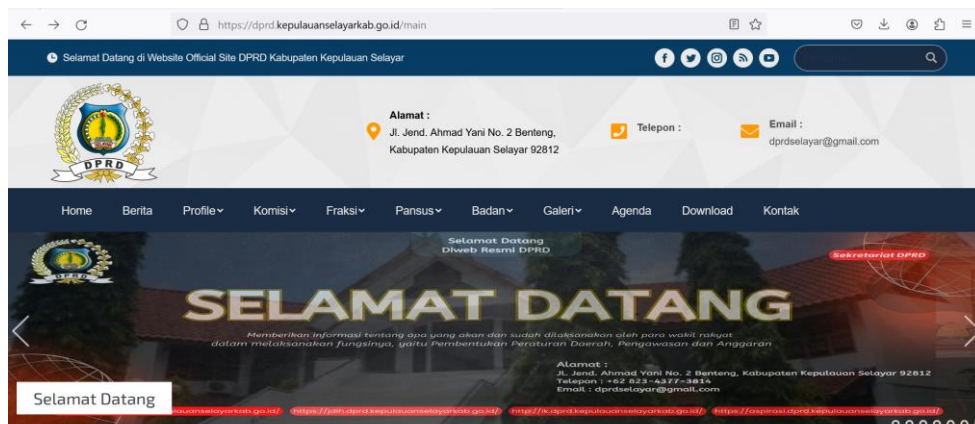 https://dprd.kepulauanselayarkab.go.id/main
Selamat Datang di Website Official Site DPRD Kabupaten Kepulauan Selayar
DPRD
Alamat :
Jl. Jend. Ahmad Yani No. 2 Benteng,
Kabupaten Kepulauan Selayar 92812
Telepon :
Email :
dprdselayar@gmail.com
Home Berita Profile Komisi Fraksi Pansus Badan Galeri Agenda Download Kontak
DPRD
Selamat Datang
Diweb Resmi DPRD
Sekretariat DPRD
SELAMAT DATANG
Memberikan informasi tentang apa yang akan dan sudah dilaksanakan oleh para wakil rakyat
dalam melaksanakan fungsinya, yaitu Pembentukan Peraturan Daerah, Pengawasan dan Anggaran
Alamat :
JL. Jend. Ahmad Yani No. 2 Benteng, Kabupaten Kepulauan Selayar 92812
Telepon : +62 823-4377-3814
Email : dprdselayar@gmail.com
Selamat Datang
https://jdih.dprd.kepulauanselayarkab.go.id/ https://aspirasi.dprd.kepulauanselayarkab.go.id/